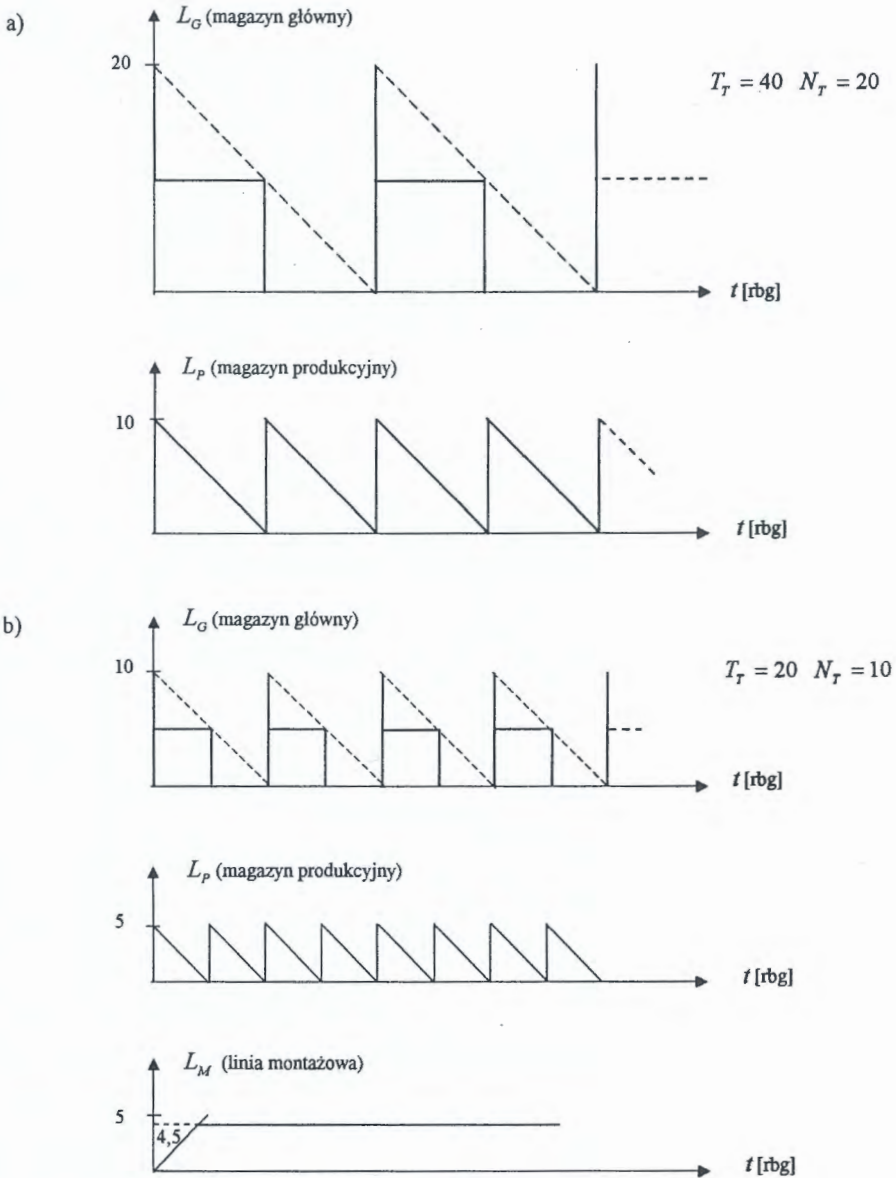 a)
L_G (magazyn główny)
20
T_T = 40 N_T = 20
t [rbg]
L_P (magazyn produkcyjny)
10
t [rbg]
b)
L_G (magazyn główny)
10
T_T = 20 N_T = 10
t [rbg]
L_P (magazyn produkcyjny)
5
t [rbg]
L_M (linia montażowa)
5
4,5
t [rbg]